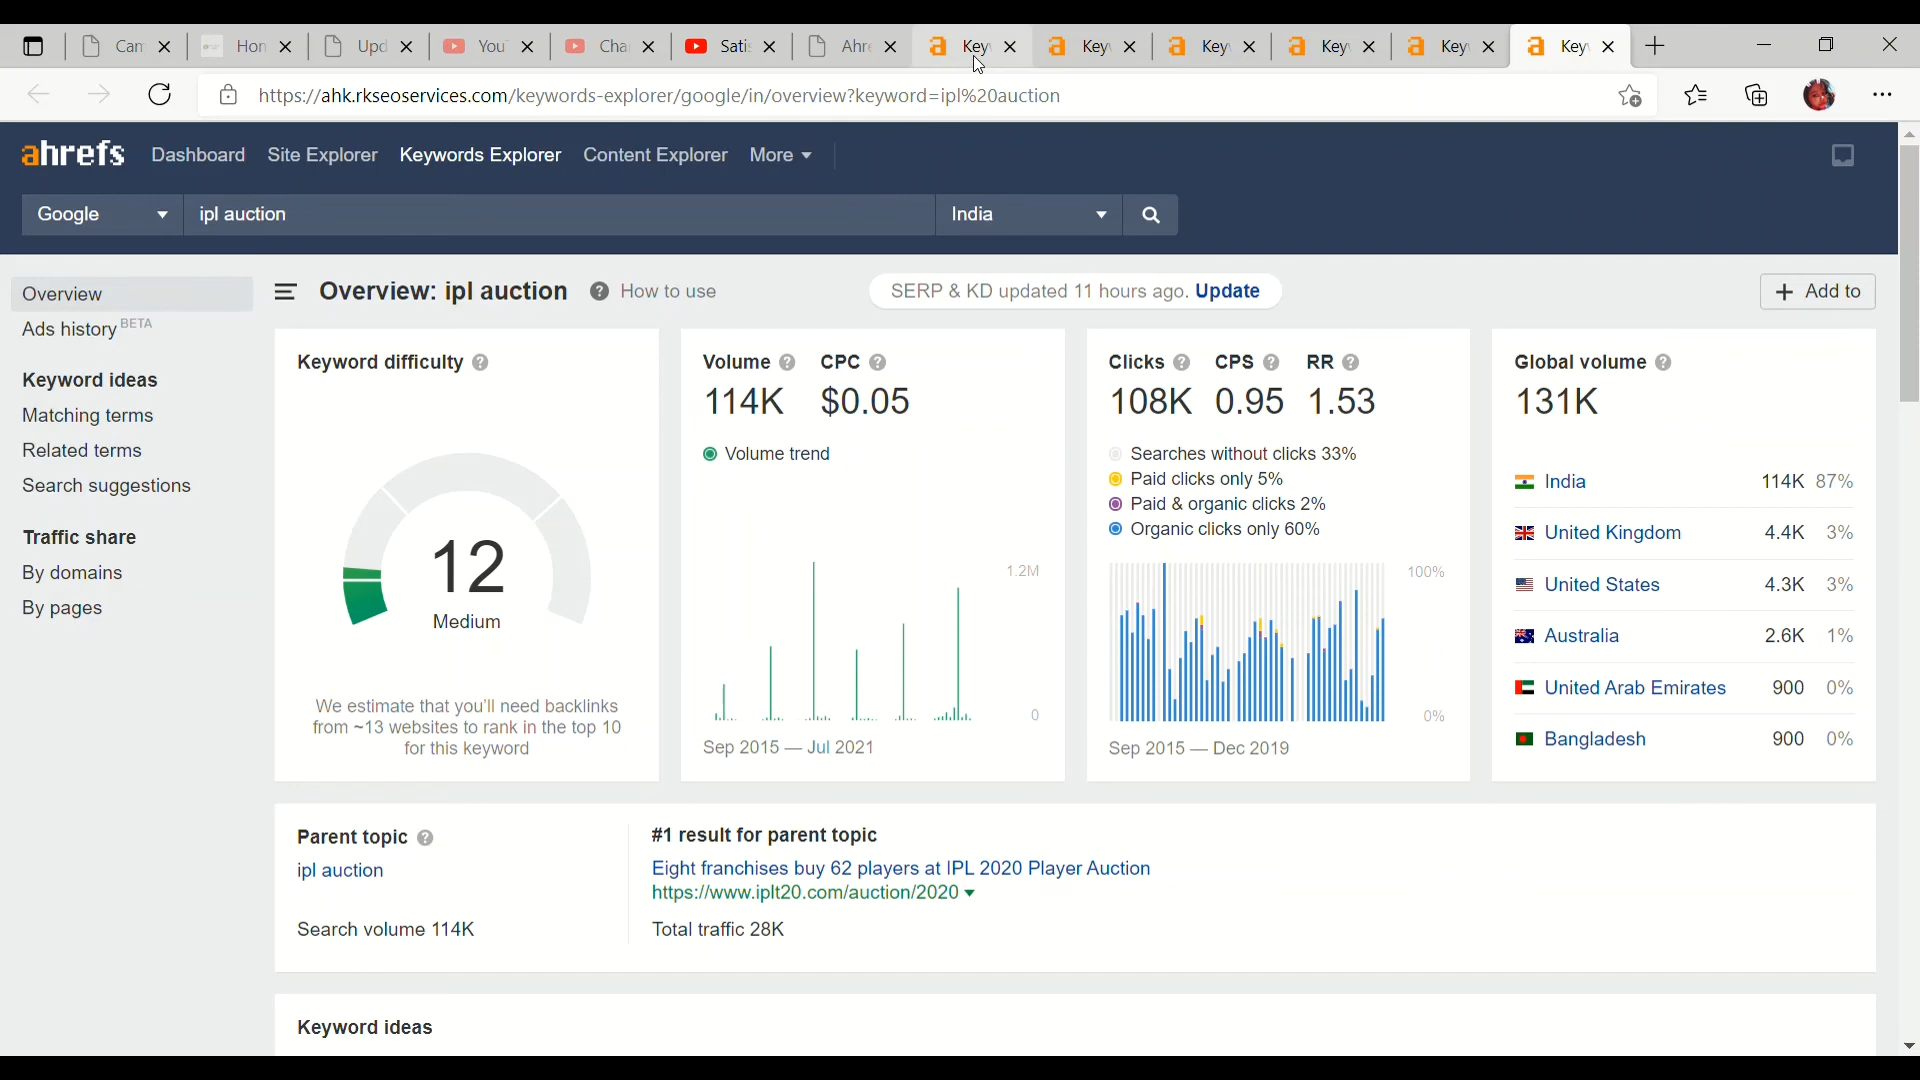 Cam
Hon
Upd
You
Cha
Satis
Ahre
Key
Key
Key
Key
Key
Key
https://ahk.rkseoservices.com/keywords-explorer/google/in/overview?keyword=ipl%20auction
ahrefs Dashboard Site Explorer Keywords Explorer Content Explorer More
Google ipl auction India
Overview
Ads history BETA
Keyword ideas
Matching terms
Related terms
Search suggestions
Traffic share
By domains
By pages
Overview: ipl auction ? How to use
SERP & KD updated 11 hours ago. Update
+ Add to
Keyword difficulty ?
12
Medium
We estimate that you'll need backlinks
from ~13 websites to rank in the top 10
for this keyword
Volume ? CPC ?
114K $0.05
Volume trend
1.2M
0
Sep 2015 — Jul 2021
Clicks ? CPS ? RR ?
108K 0.95 1.53
Searches without clicks 33%
Paid clicks only 5%
Paid & organic clicks 2%
Organic clicks only 60%
100%
0%
Sep 2015 — Dec 2019
Global volume ?
131K
India 114K 87%
United Kingdom 4.4K 3%
United States 4.3K 3%
Australia 2.6K 1%
United Arab Emirates 900 0%
Bangladesh 900 0%
Parent topic ?
ipl auction
Search volume 114K
#1 result for parent topic
Eight franchises buy 62 players at IPL 2020 Player Auction
https://www.iplt20.com/auction/2020
Total traffic 28K
Keyword ideas